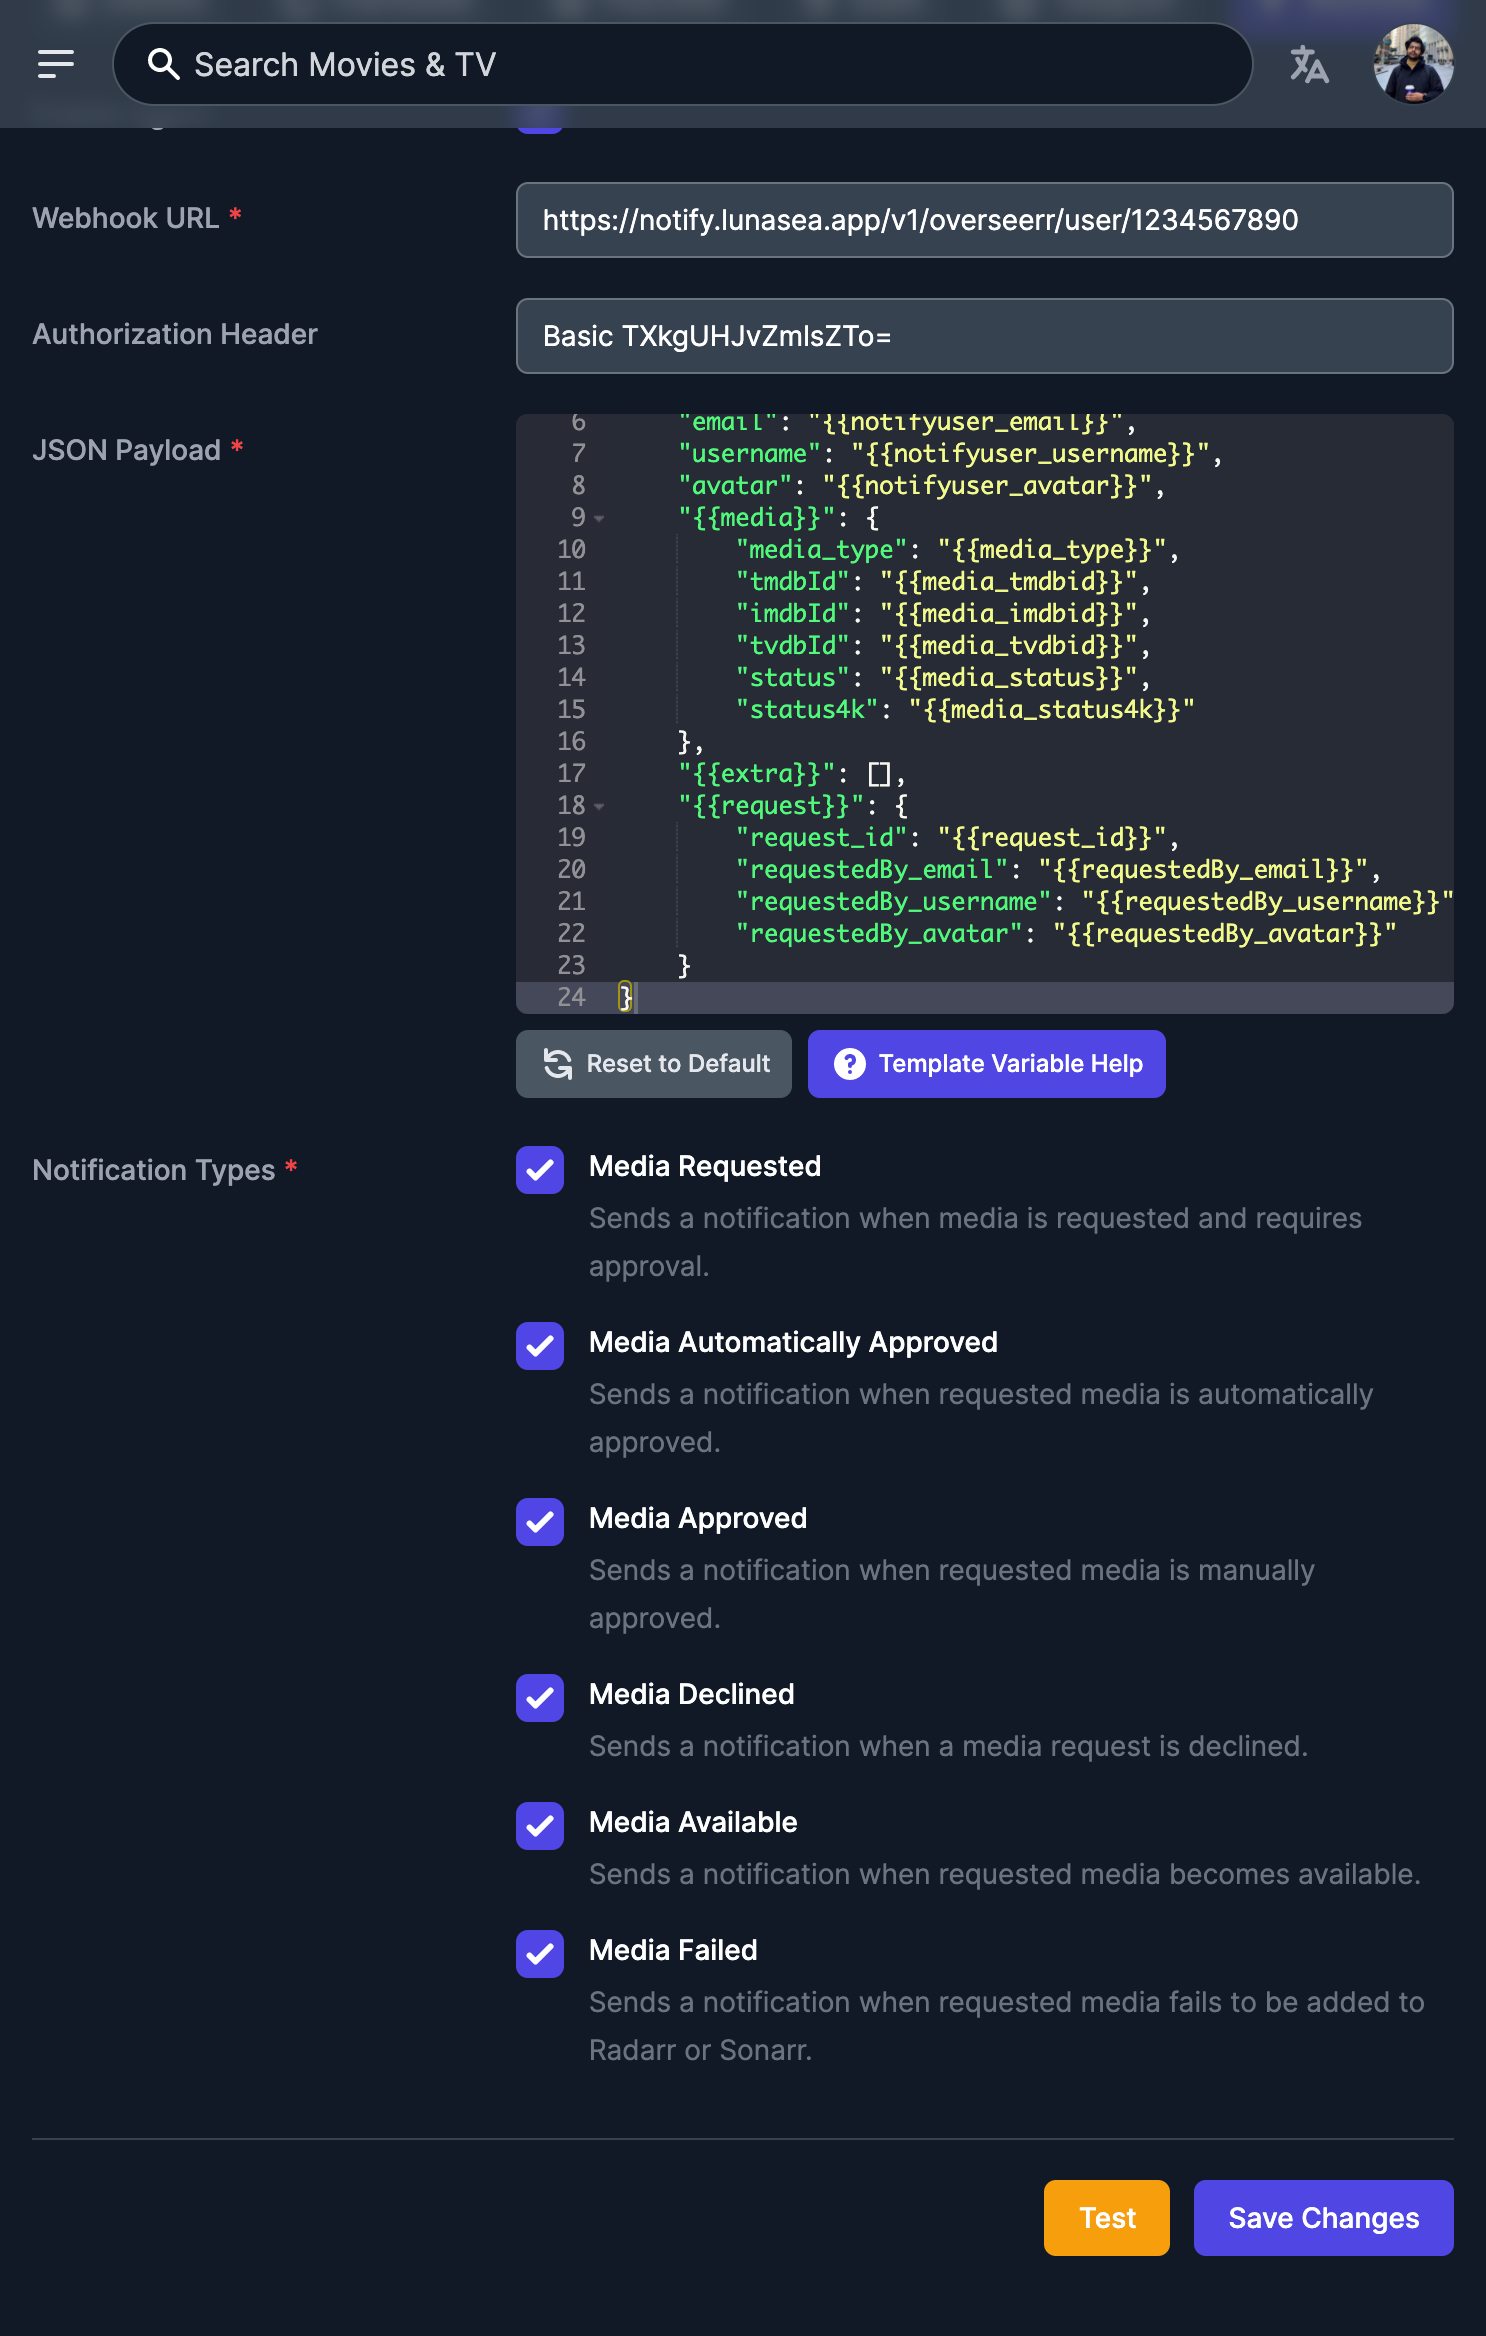 Search Movies & TV
Webhook URL *
https://notify.lunasea.app/v1/overseerr/user/1234567890
Authorization Header
Basic TXkgUHJvZmlsZTo=
JSON Payload *
6 "email": "{{notifyuser_email}}",
7 "username": "{{notifyuser_username}}",
8 "avatar": "{{notifyuser_avatar}}",
9 "{{media}}": {
10 "media_type": "{{media_type}}",
11 "tmdbId": "{{media_tmdbid}}",
12 "imdbId": "{{media_imdbid}}",
13 "tvdbId": "{{media_tvdbid}}",
14 "status": "{{media_status}}",
15 "status4k": "{{media_status4k}}"
16 },
17 "{{extra}}": [],
18 "{{request}}": {
19 "request_id": "{{request_id}}",
20 "requestedBy_email": "{{requestedBy_email}}",
21 "requestedBy_username": "{{requestedBy_username}}"
22 "requestedBy_avatar": "{{requestedBy_avatar}}"
23 }
24 }
Reset to Default
Template Variable Help
Notification Types *
Media Requested
Sends a notification when media is requested and requires
approval.
Media Automatically Approved
Sends a notification when requested media is automatically
approved.
Media Approved
Sends a notification when requested media is manually
approved.
Media Declined
Sends a notification when a media request is declined.
Media Available
Sends a notification when requested media becomes available.
Media Failed
Sends a notification when requested media fails to be added to
Radarr or Sonarr.
Test
Save Changes